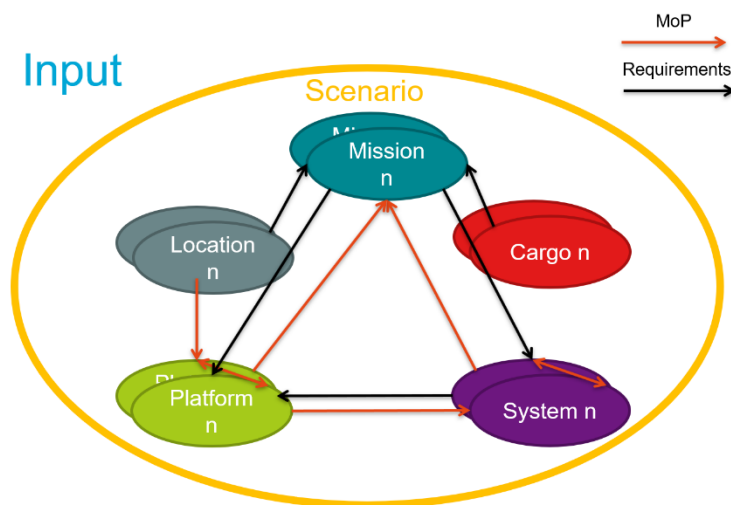 MoP
Input
Requirements
Scenario
Mission
n
Location
n
Cargo n
Platform
n
System n